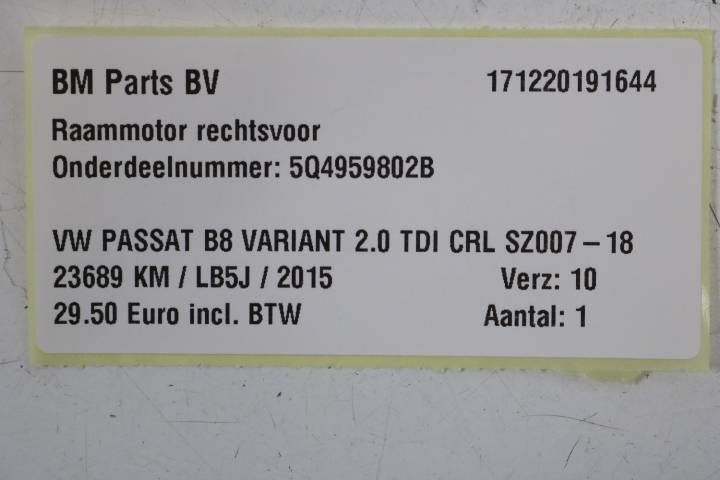 BM Parts BV 171220191644
Raammotor rechtsvoor
Onderdeelnummer: 5Q4959802B
VW PASSAT B8 VARIANT 2.0 TDI CRL SZ007-18
23689 KM / LB5J / 2015 Verz: 10
29.50 Euro incl. BTW Aantal: 1